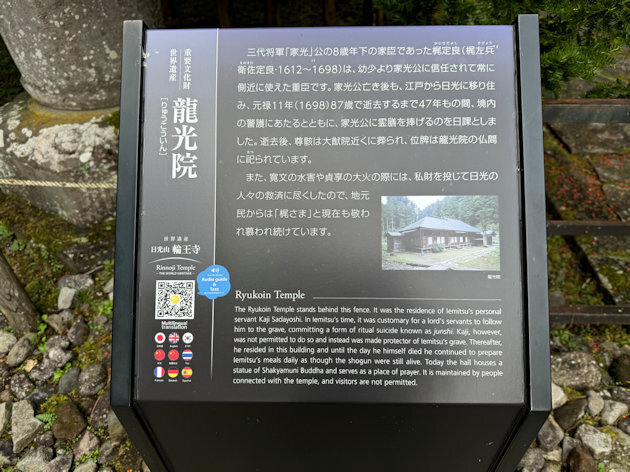 重要文化財
世界遺産
龍光院
[りゅうこういん]
世界遺産
日光山 輪王寺
Rinnoji Temple
- THE WORLD HERITAGE -
Audio guide
&
Text
Multilingual
translation
三代将軍「家光」公の8歳年下の家臣であった梶定良（梶左兵
衛佐定良・1612～1698）は、幼少より家光公に信任されて常に
側近に使えた重臣です。家光公亡き後も、江戸から日光に移り住
み、元禄11年（1698）87歳で逝去するまで47年もの間、境内
の警護にあたるとともに、家光公に霊膳を捧げるのを日課としま
した。逝去後、尊骸は大猷院近くに葬られ、位牌は龍光院の仏間
に祀られています。
また、寛文の水害や貞享の大火の際には、私財を投じて日光の
人々の救済に尽くしたので、地元
民からは「梶さま」と現在も敬わ
れ慕われ続けています。
龍光院
Ryukoin Temple
The Ryukoin Temple stands behind this fence. It was the residence of Iemitsu's personal
servant Kaji Sadayoshi. In Iemitsu's time, it was customary for a lord's servants to follow
him to the grave, committing a form of ritual suicide known as junshi. Kaji, however,
was not permitted to do so and instead was made protector of Iemitsu's grave. Thereafter,
he resided in this building and until the day he himself died he continued to prepare
Iemitsu's meals daily as though the shogun were still alive. Today the hall houses a
statue of Shakyamuni Buddha and serves as a place of prayer. It is maintained by people
connected with the temple, and visitors are not permitted.